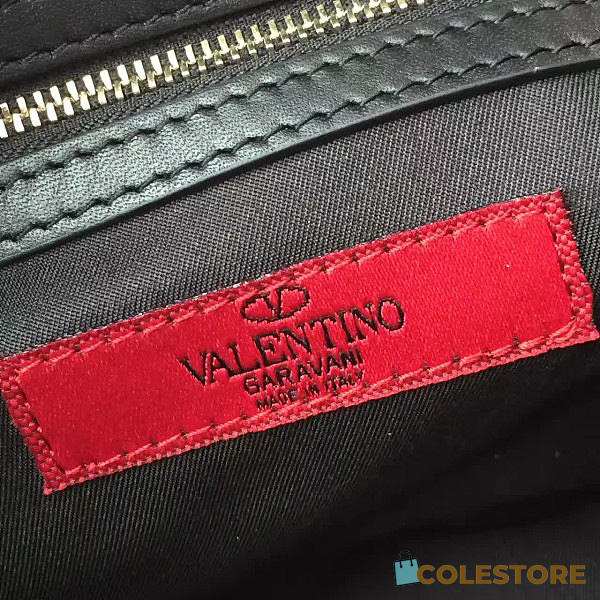 V
VALENTINO
GARAVANI
MADE IN ITALY
COLESTORE